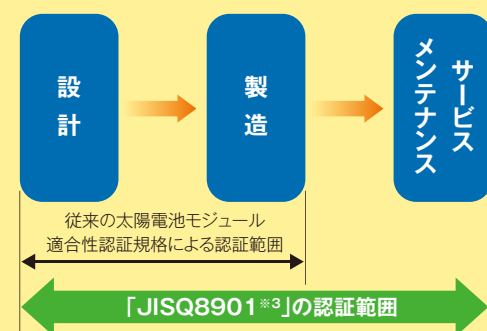 設計
製造
サービス
メンテナンス
従来の太陽電池モジュール
適合性認証規格による認証範囲
「JISQ8901※3」の認証範囲